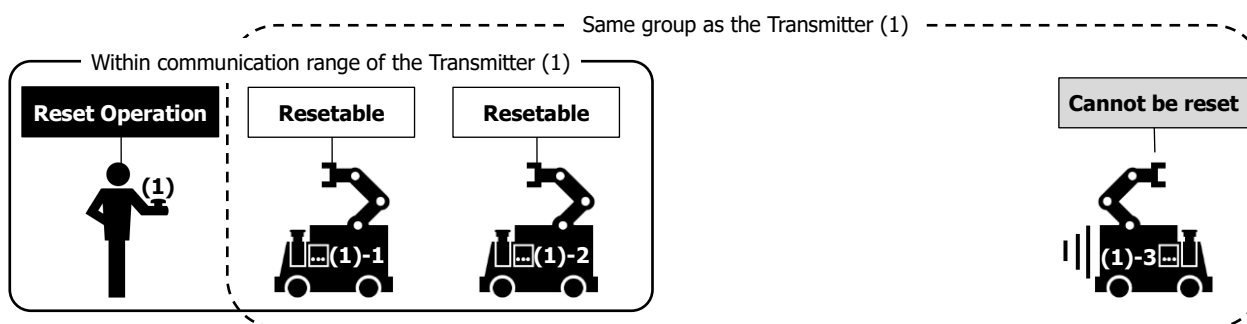 Same group as the Transmitter (1)
Within communication range of the Transmitter (1)
Reset Operation
Resetable
Resetable
Cannot be reset
(1)
...(1)-1
...(1)-2
(1)-3...